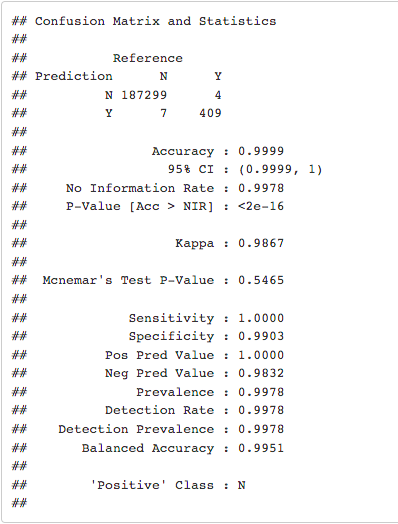 ## Confusion Matrix and Statistics
##
##           Reference
## Prediction      N      Y
##          N 187299      4
##          Y      7    409
##
##                Accuracy : 0.9999
##                  95% CI : (0.9999, 1)
##     No Information Rate : 0.9978
##     P-Value [Acc > NIR] : <2e-16
##
##                   Kappa : 0.9867
##
##  Mcnemar's Test P-Value : 0.5465
##
##             Sensitivity : 1.0000
##             Specificity : 0.9903
##          Pos Pred Value : 1.0000
##          Neg Pred Value : 0.9832
##              Prevalence : 0.9978
##          Detection Rate : 0.9978
##    Detection Prevalence : 0.9978
##       Balanced Accuracy : 0.9951
##
##        'Positive' Class : N
##